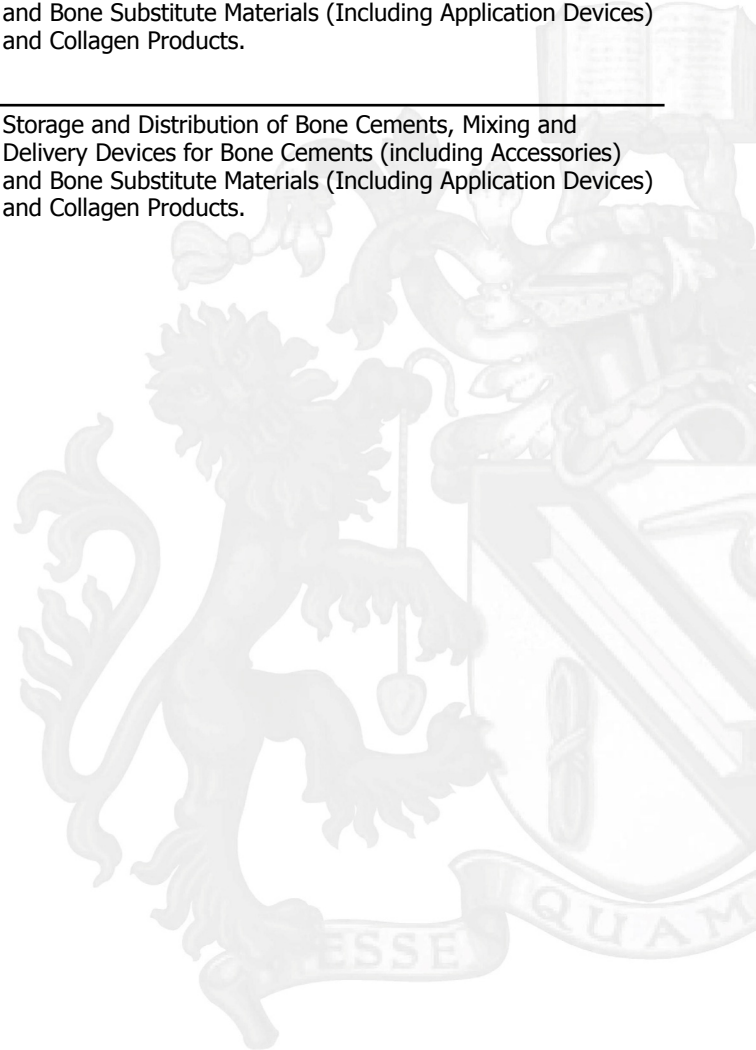 and Bone Substitute Materials (Including Application Devices)
and Collagen Products.
Storage and Distribution of Bone Cements, Mixing and
Delivery Devices for Bone Cements (including Accessories)
and Bone Substitute Materials (Including Application Devices)
and Collagen Products.
ESSE QUAM